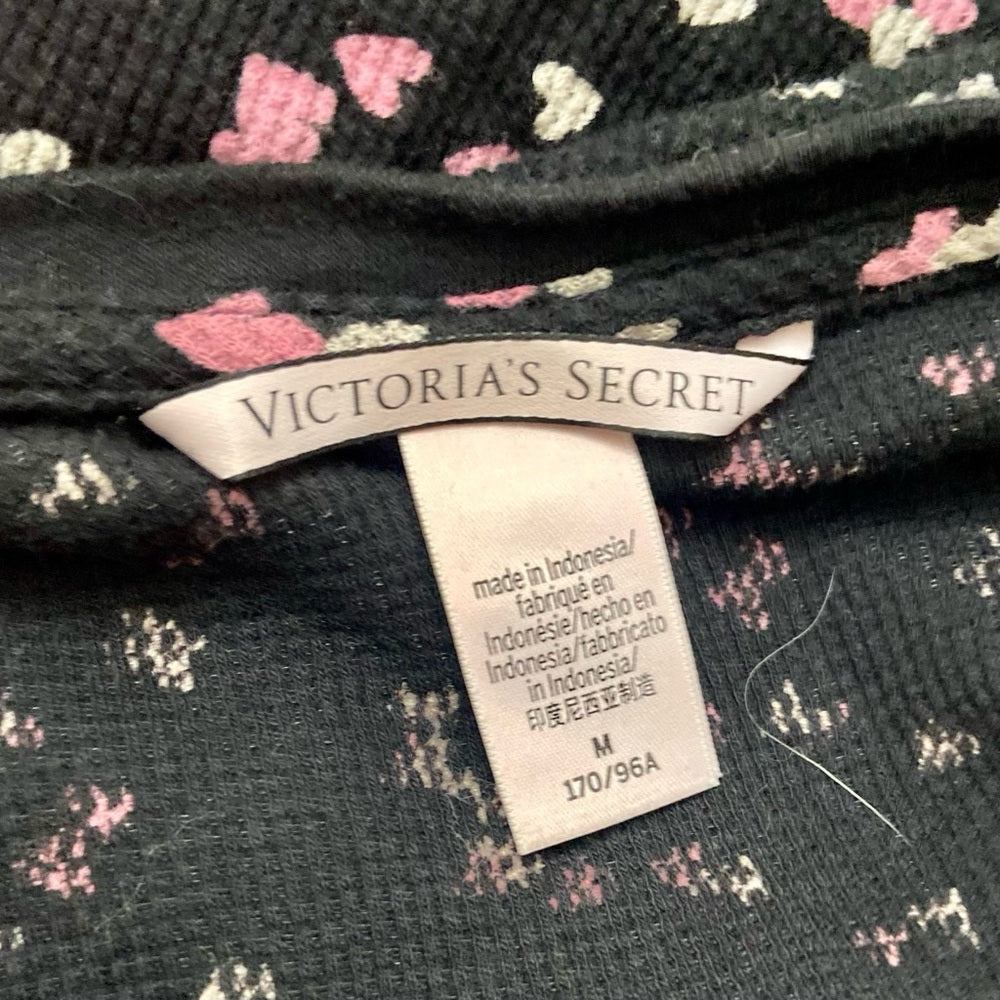 VICTORIA'S SECRET
made in Indonesia/
fabriqué en
Indonésie/hecho en
Indonesia/fabbricato
in Indonesia/
印度尼西亚制造
M
170/96A